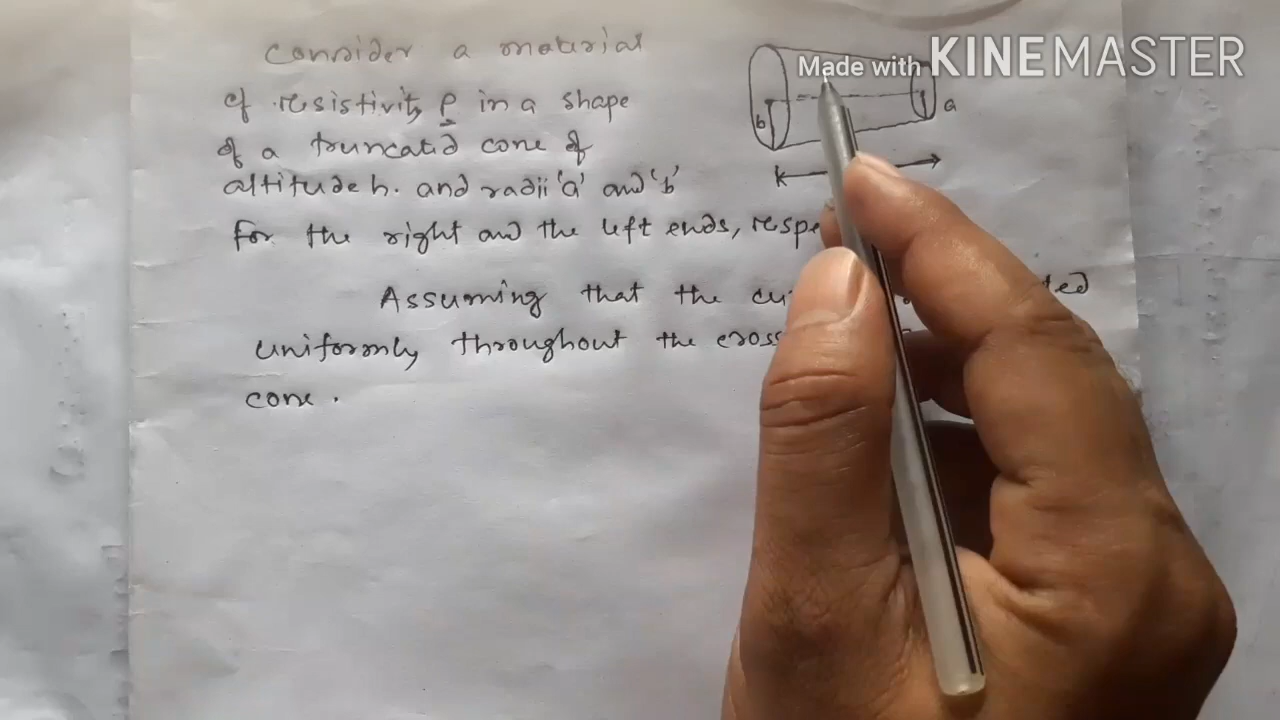 Consider a material
of resistivity ρ in a shape
of a truncated cone of
altitude h. and radii 'a' and 'b'
for the right and the left ends,
Assuming that the
uniformly throughout the
cone.
b
a
Made with KINEMASTER